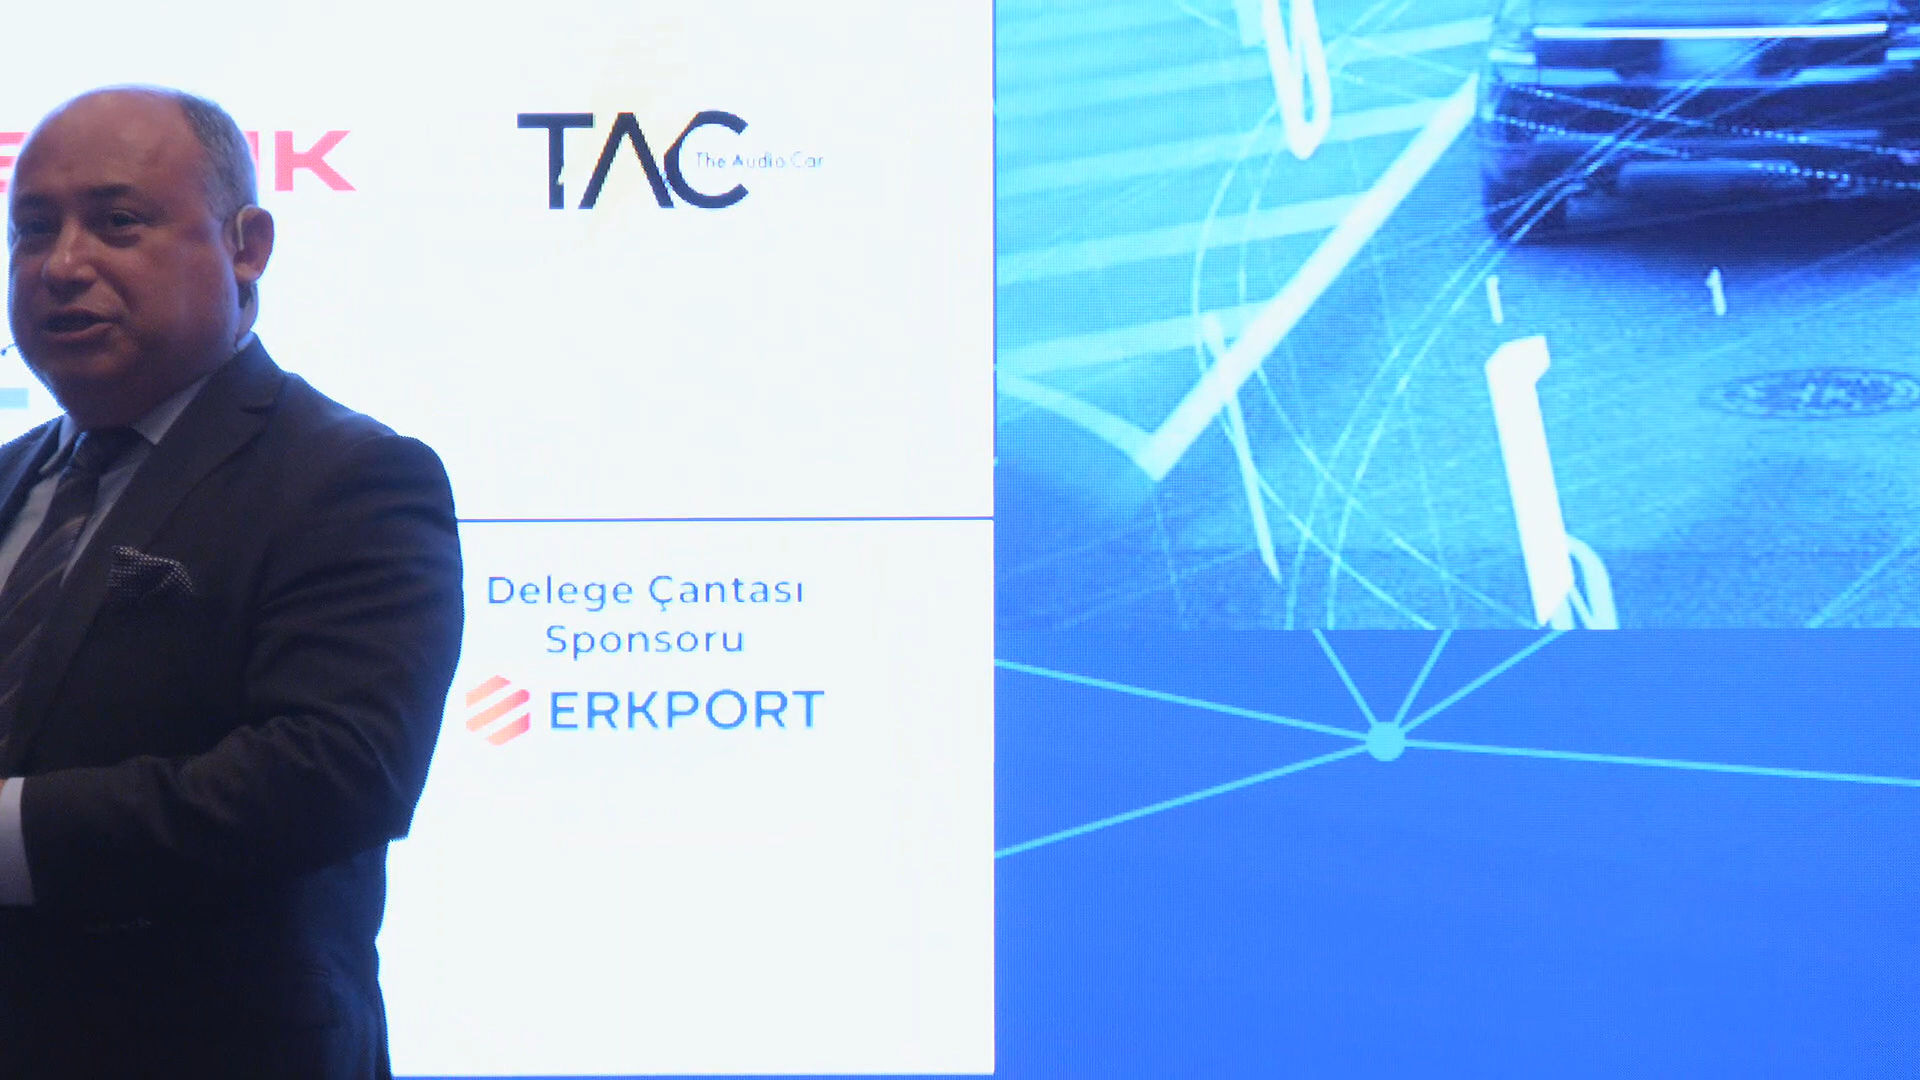 TAC
The Audio Car
Delege Çantası
Sponsoru
ERKPORT